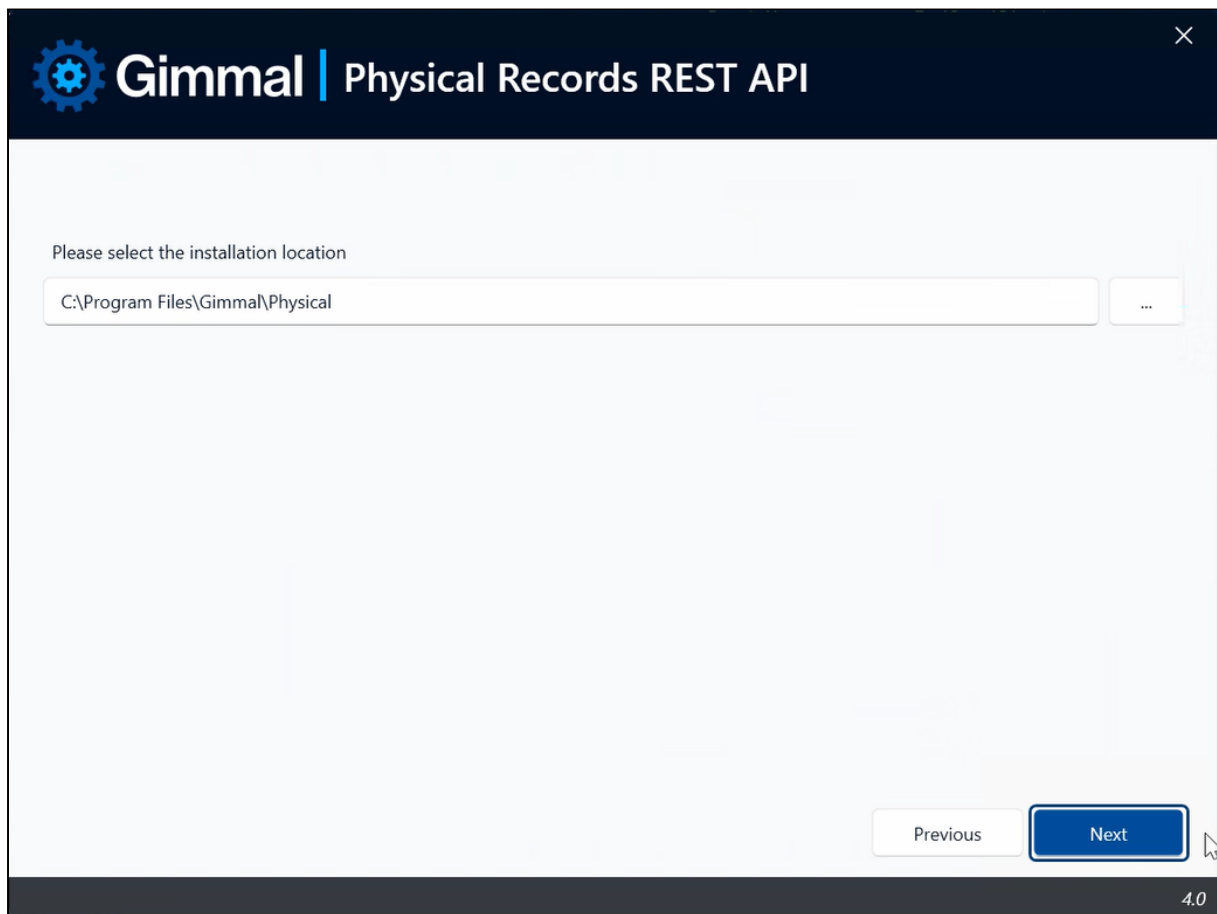 Gimmal | Physical Records REST API
Please select the installation location
C:\Program Files\Gimmal\Physical
...
Previous
Next
4.0